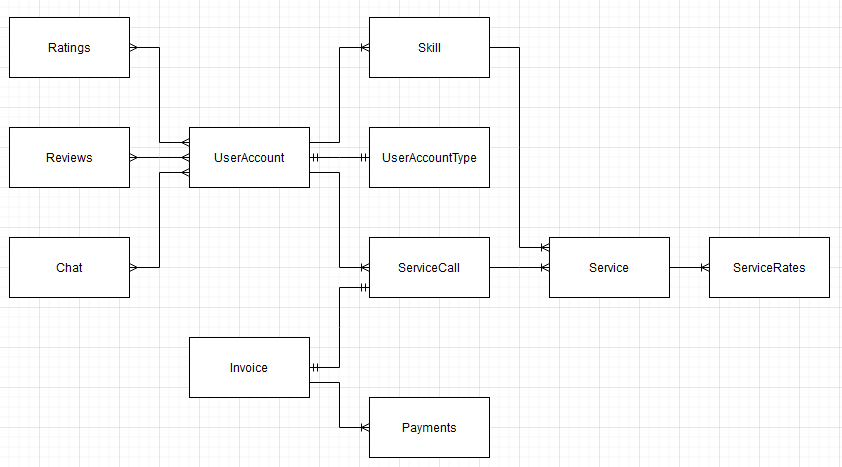 Ratings
Skill
Reviews
UserAccount
UserAccountType
Chat
ServiceCall
Service
ServiceRates
Invoice
Payments